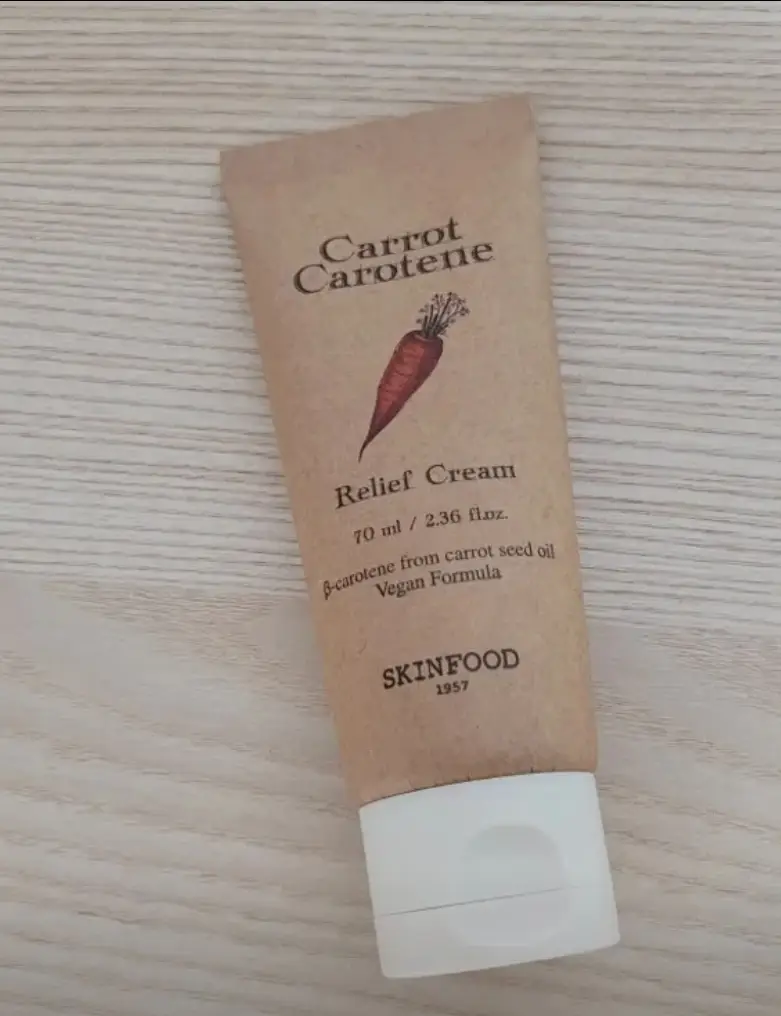 Carrot
Carotene
Relief Cream
70 ml / 2.36 fl.oz.
β-carotene from carrot seed oil
Vegan Formula
SKINFOOD
1957